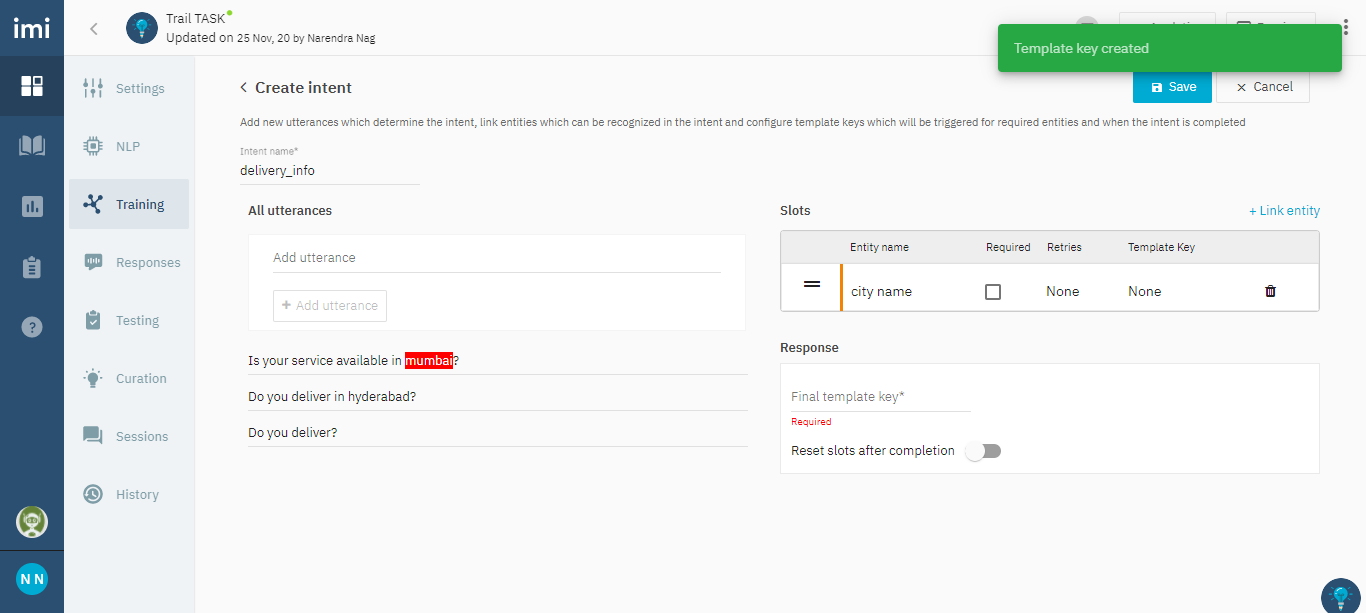 imi
Trail TASK
Updated on 25 Nov, 20 by Narendra Nag
Template key created
Settings
NLP
Training
Responses
Testing
Curation
Sessions
History
N N
Create intent
Save
Cancel
Add new utterances which determine the intent, link entities which can be recognized in the intent and configure template keys which will be triggered for required entities and when the intent is completed
Intent name*
delivery_info
All utterances
Add utterance
+ Add utterance
Is your service available in mumbai?
Do you deliver in hyderabad?
Do you deliver?
Slots
+ Link entity
Entity name Required Retries Template Key
city name None None
Response
Final template key*
Required
Reset slots after completion